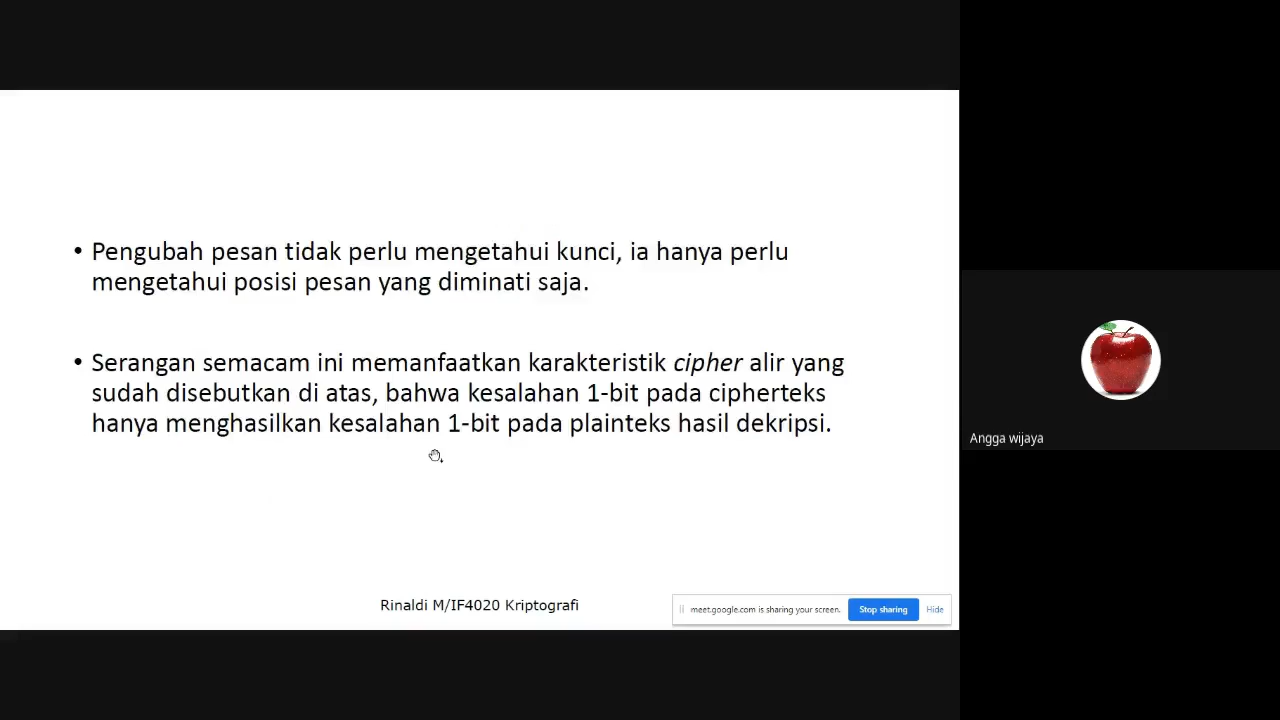 • Pengubah pesan tidak perlu mengetahui kunci, ia hanya perlu
mengetahui posisi pesan yang diminati saja.
• Serangan semacam ini memanfaatkan karakteristik cipher alir yang
sudah disebutkan di atas, bahwa kesalahan 1-bit pada cipherteks
hanya menghasilkan kesalahan 1-bit pada plainteks hasil dekripsi.
Rinaldi M/IF4020 Kriptografi
meet.google.com is sharing your screen. Stop sharing Hide
Angga wijaya